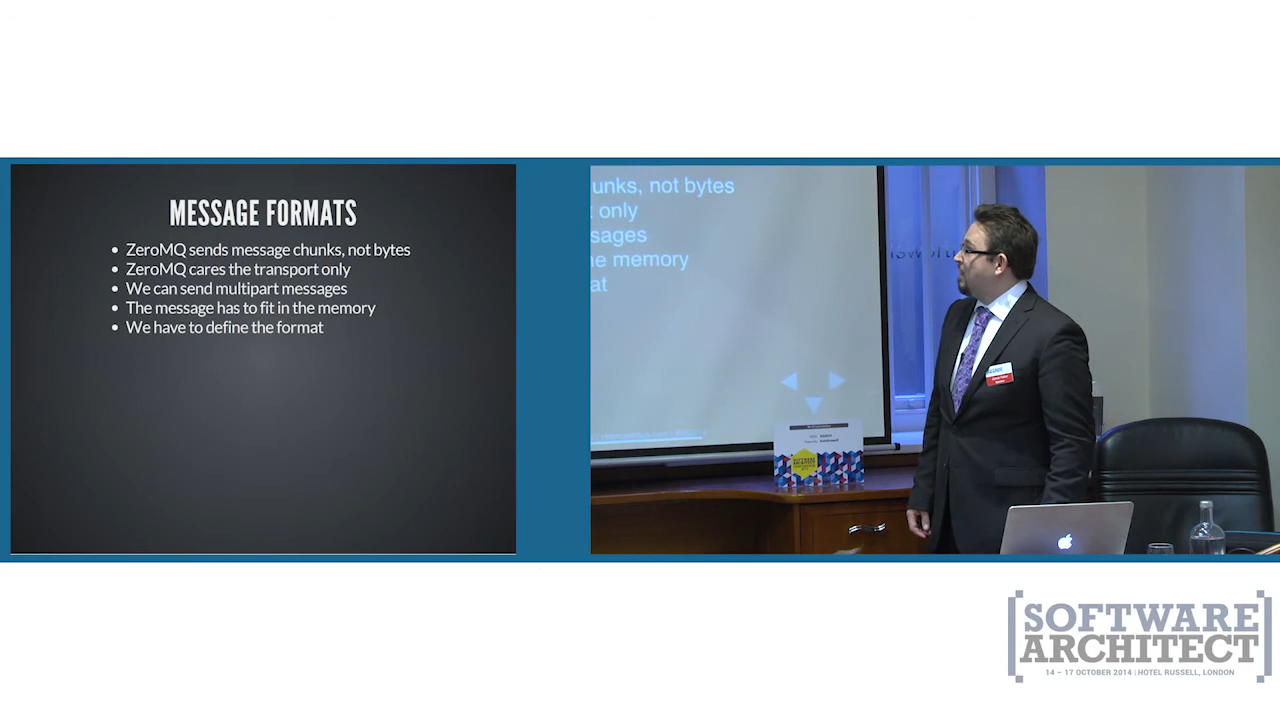 MESSAGE FORMATS
• ZeroMQ sends message chunks, not bytes
• ZeroMQ cares the transport only
• We can send multipart messages
• The message has to fit in the memory
• We have to define the format
unks, not bytes
only
sages
e memory
at
SOFTWARE
ARCHITECT
[SOFTWARE
ARCHITECT]
14 – 17 OCTOBER 2014 | HOTEL RUSSELL, LONDON